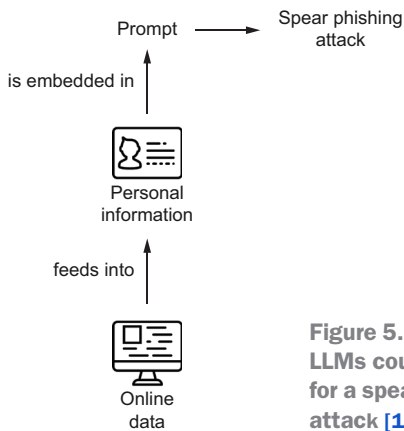 Prompt
Spear phishing
attack
is embedded in
Personal
information
feeds into
Online
data
Figure 5.
LLMs cou
for a spea
attack [1